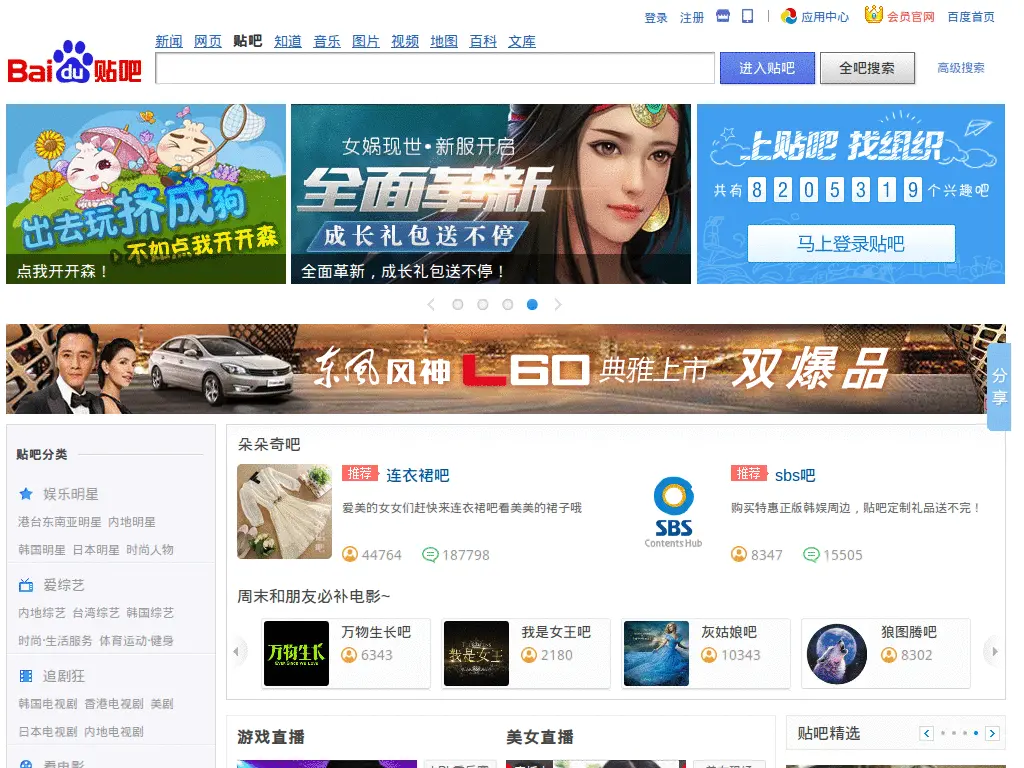 登录 注册 应用中心 会员官网 百度首页
新闻 网页 贴吧 知道 音乐 图片 视频 地图 百科 文库
Bai du 贴吧
进入贴吧 全吧搜索 高级搜索
出去玩挤成狗
不如点我开开森
点我开开森！
女娲现世•新服开启
全面革新
成长礼包送不停
全面革新，成长礼包送不停！
上贴吧 找组织
共有 8 2 0 5 3 1 9 个兴趣吧
马上登录贴吧
东风风神 L60 典雅上市 双爆品
分享
贴吧分类
娱乐明星
港台东南亚明星 内地明星
韩国明星 日本明星 时尚人物
爱综艺
内地综艺 台湾综艺 韩国综艺
时尚·生活服务 体育运动·健身
追剧狂
韩国电视剧 香港电视剧 美剧
日本电视剧 内地电视剧
看电影
朵朵奇吧
推荐 连衣裙吧
爱美的女女们赶快来连衣裙吧看美美的裙子哦
44764 187798
SBS
Contents Hub
推荐 sbs吧
购买特惠正版韩娱周边，贴吧定制礼品送不完！
8347 15505
周末和朋友必补电影~
万物生长
EVER SINCE WE LOVE
万物生长吧
6343
我是女王
我是女王吧
2180
灰姑娘吧
10343
狼图腾吧
8302
游戏直播 美女直播
贴吧精选